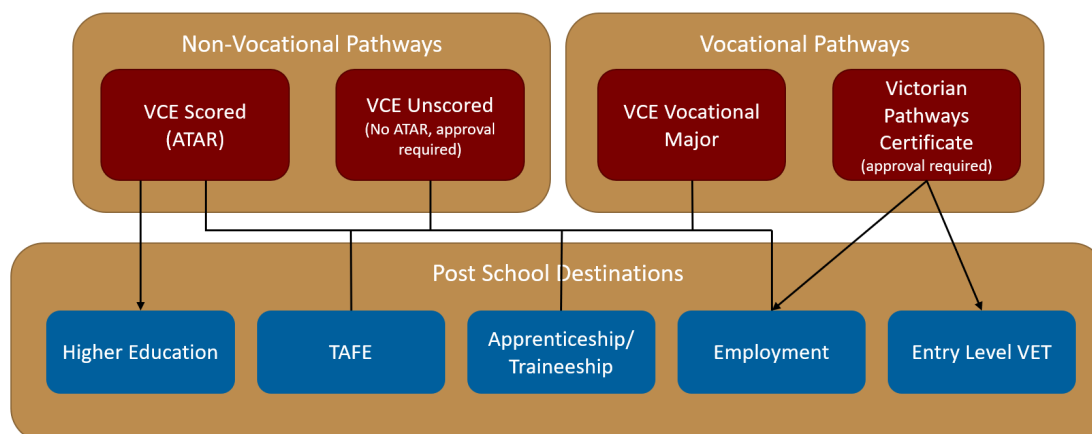 Non-Vocational Pathways
VCE Scored
(ATAR)
VCE Unscored
(No ATAR, approval
required)
Vocational Pathways
VCE Vocational
Major
Victorian
Pathways
Certificate
(approval required)
Post School Destinations
Higher Education
TAFE
Apprenticeship/
Traineeship
Employment
Entry Level VET